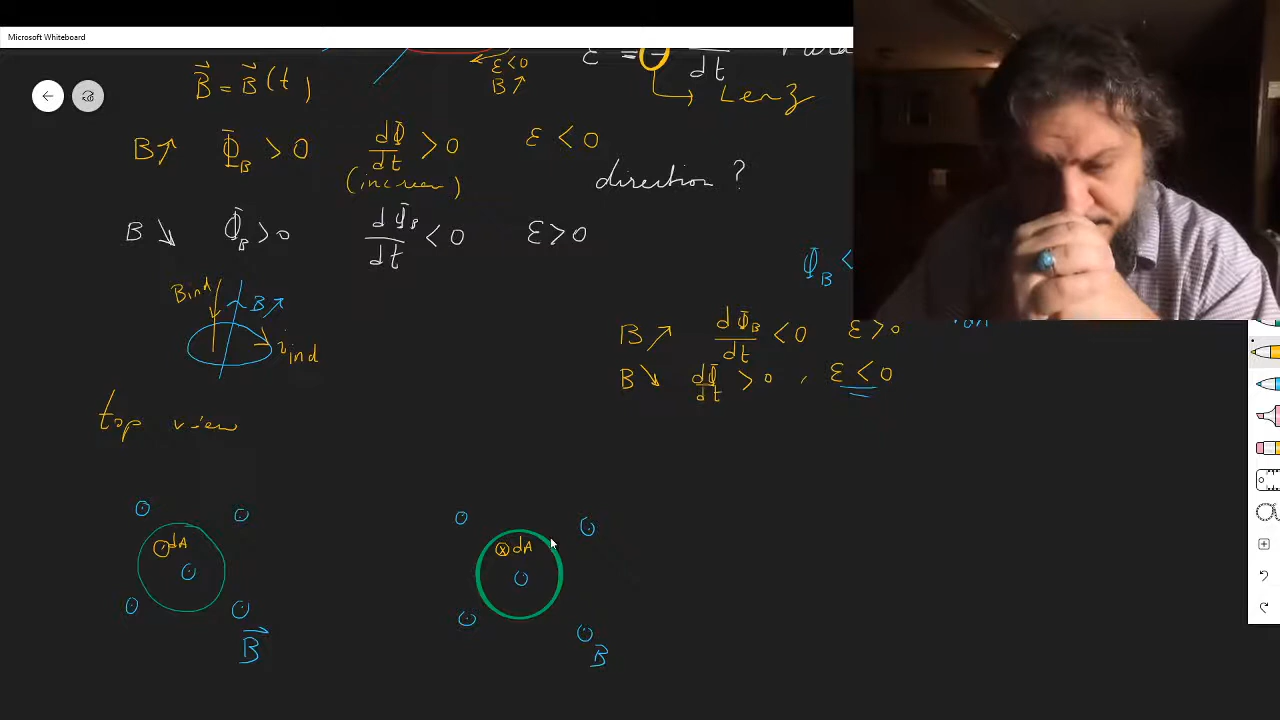 Microsoft Whiteboard
ε<0
B↗
ε = - / dt
Lenz
B⃗ = B⃗(t)
B↗ Φ_B > 0 dΦ/dt > 0 ε < 0
(increase)
direction ?
B↘ Φ_B > 0 dΦ_B/dt < 0 ε > 0
Φ_B <
B_ind B↗
i_ind
B↗ dΦ_B/dt < 0 ε > 0
B↘ dΦ/dt > 0 , ε < 0
top view
⊙dA
B⃗
⊗dA
B